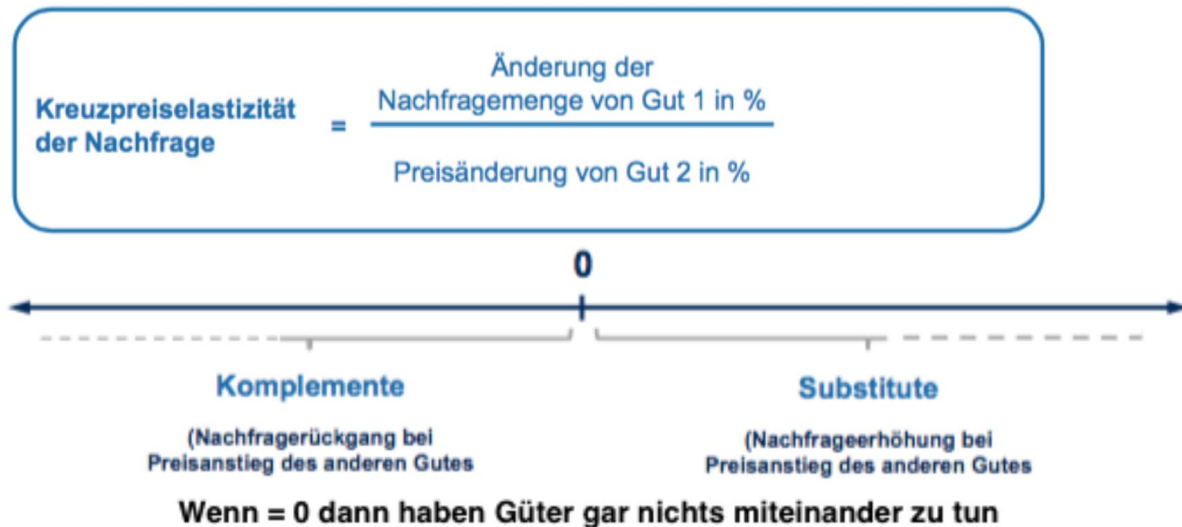 Änderung der
Kreuzpreiselastizität der Nachfrage = Nachfragemenge von Gut 1 in %
Preisänderung von Gut 2 in %
0
Komplemente
(Nachfragerückgang bei
Preisanstieg des anderen Gutes
Substitute
(Nachfrageerhöhung bei
Preisanstieg des anderen Gutes
Wenn = 0 dann haben Güter gar nichts miteinander zu tun